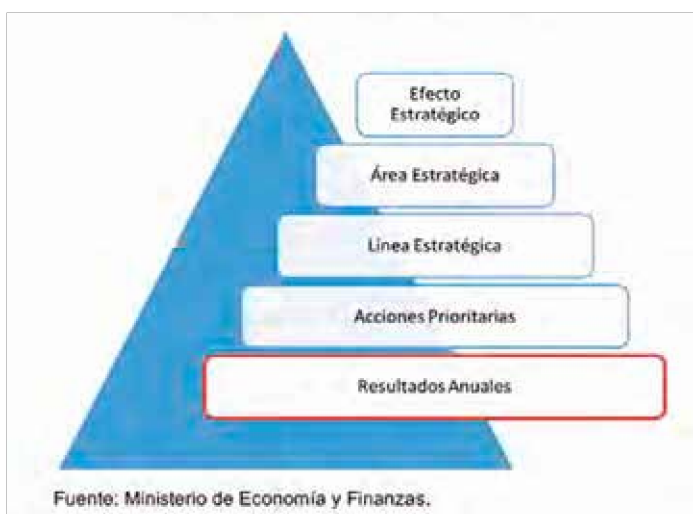 Efecto
Estratégico
Área Estratégica
Línea Estratégica
Acciones Prioritarias
Resultados Anuales
Fuente: Ministerio de Economía y Finanzas.